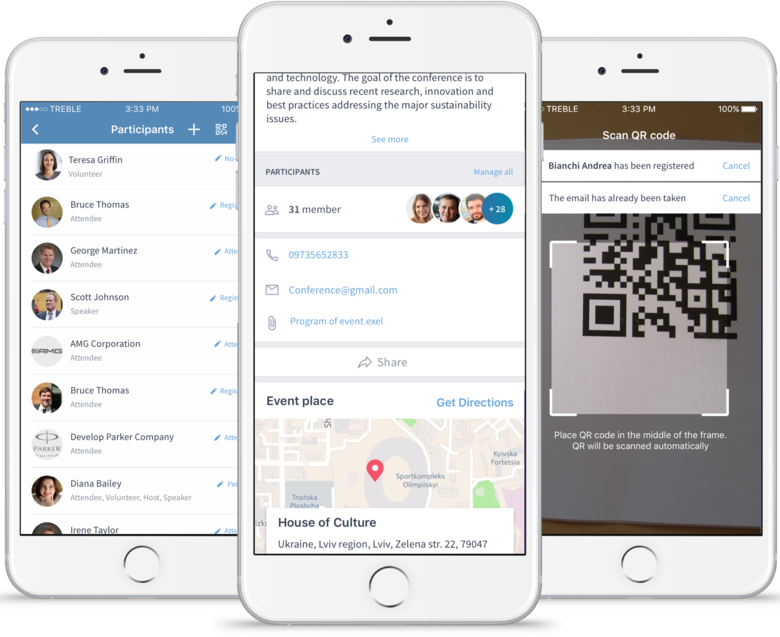 TREBLE 3:33 PM 100%
Participants
Teresa Griffin
Volunteer
No
Bruce Thomas
Attendee
Regis
George Martinez
Attendee
Atte
Scott Johnson
Speaker
Regist
AMG
AMG Corporation
Attendee
Atte
Bruce Thomas
Attendee
Regis
PARKER
Develop Parker Company
Attendee
Atte
Diana Bailey
Attendee, Volunteer, Host, Speaker
Pe
Irene Taylor
Atte
and technology. The goal of the conference is to
share and discuss recent research, innovation and
best practices addressing the major sustainability
issues.
See more
PARTICIPANTS
Manage all
31 member
+ 28
09735652833
Conference@gmail.com
Program of event.exel
Share
Event place
Get Directions
Kyivska
Fortetsia
Sportkompleks
Olimpiiskyi
Troitska
Ploshcha
House of Culture
Ukraine, Lviv region, Lviv, Zelena str. 22, 79047
TREBLE 3:33 PM 100%
Scan QR code
Bianchi Andrea has been registered
Cancel
The email has already been taken
Cancel
Place QR code in the middle of the frame.
QR will be scanned automatically